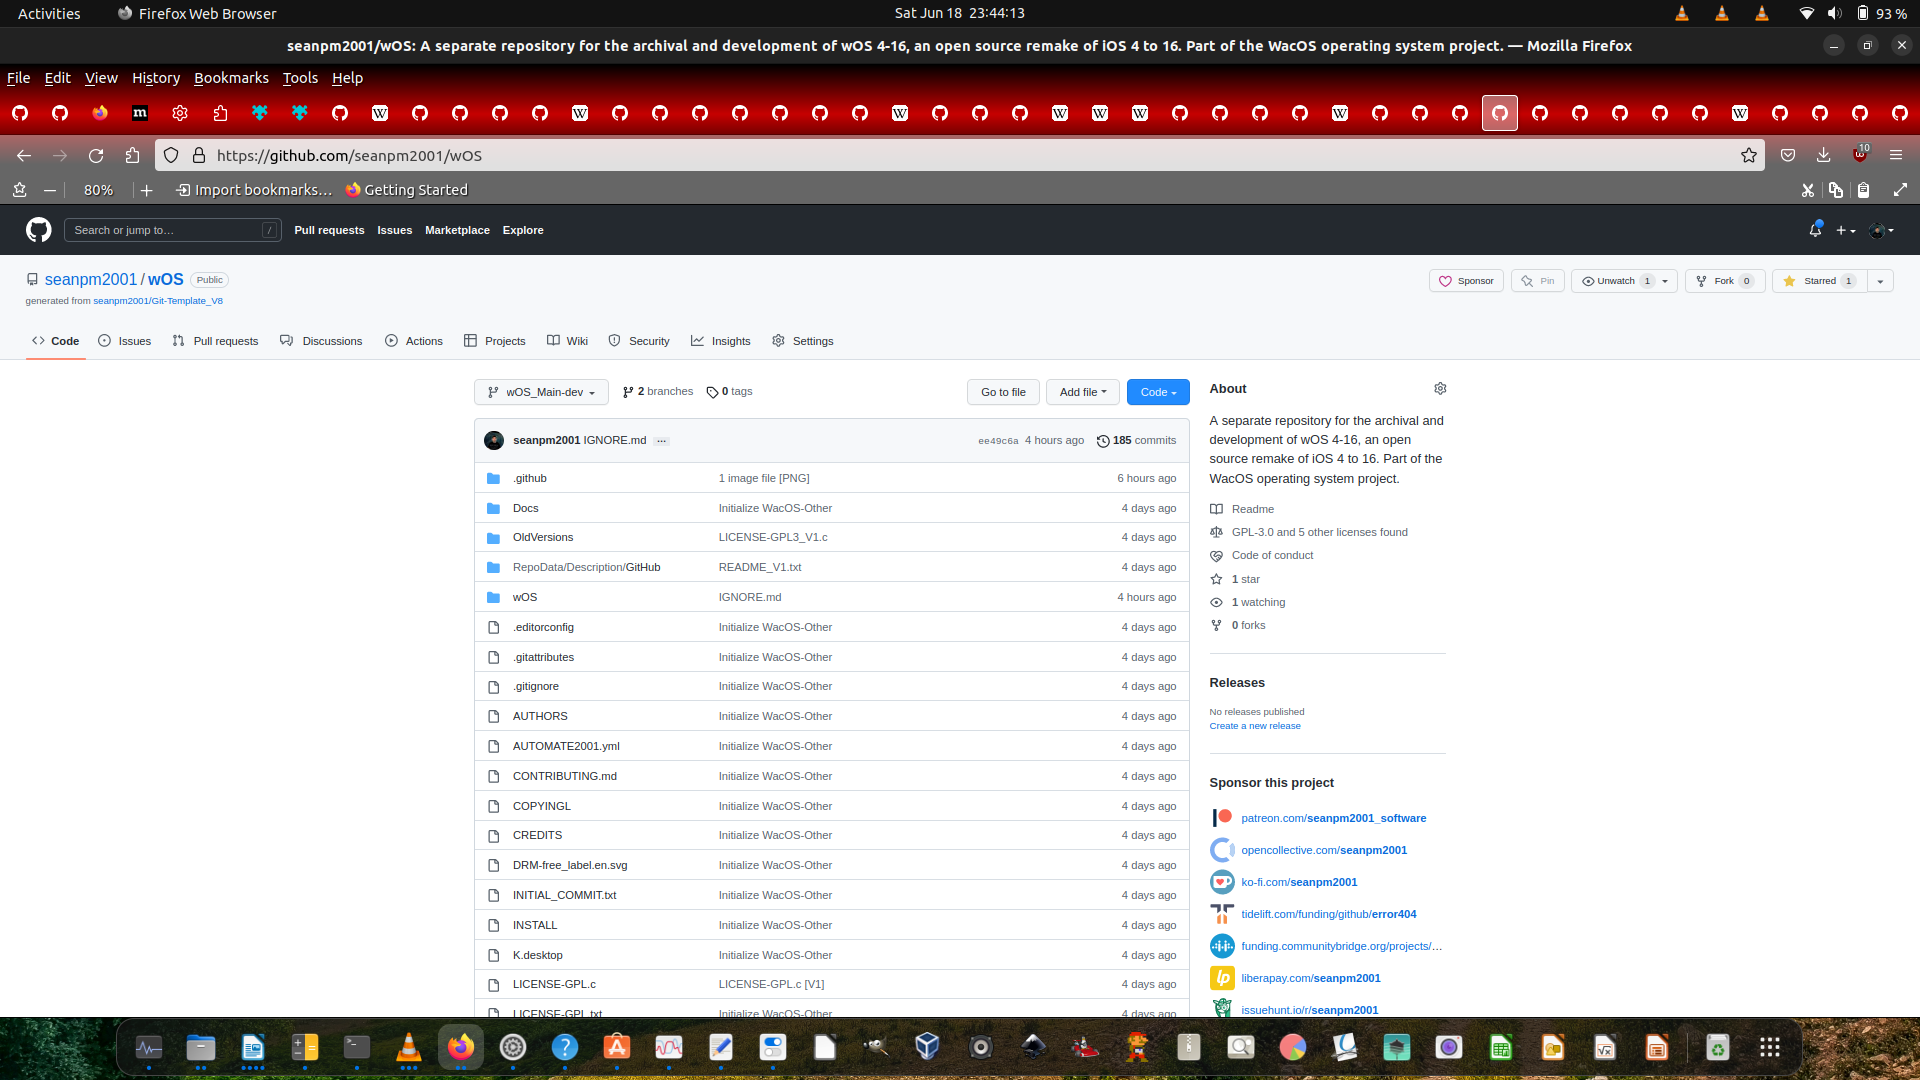 Activities
Firefox Web Browser
Sat Jun 18 23:44:13
93 %
seanpm2001/wOS: A separate repository for the archival and development of wOS 4-16, an open source remake of iOS 4 to 16. Part of the WacOS operating system project. — Mozilla Firefox
File Edit View History Bookmarks Tools Help
https://github.com/seanpm2001/wOS
10
80%
Import bookmarks…
Getting Started
Search or jump to…
/
Pull requests
Issues
Marketplace
Explore
seanpm2001 / wOS
Public
generated from seanpm2001/Git-Template_V8
Sponsor
Pin
Unwatch 1
Fork 0
Starred 1
Code
Issues
Pull requests
Discussions
Actions
Projects
Wiki
Security
Insights
Settings
wOS_Main-dev
2 branches
0 tags
Go to file
Add file
Code
seanpm2001 IGNORE.md ...
ee49c6a 4 hours ago
185 commits
.github 1 image file [PNG] 6 hours ago
Docs Initialize WacOS-Other 4 days ago
OldVersions LICENSE-GPL3_V1.c 4 days ago
RepoData/Description/GitHub README_V1.txt 4 days ago
wOS IGNORE.md 4 hours ago
.editorconfig Initialize WacOS-Other 4 days ago
.gitattributes Initialize WacOS-Other 4 days ago
.gitignore Initialize WacOS-Other 4 days ago
AUTHORS Initialize WacOS-Other 4 days ago
AUTOMATE2001.yml Initialize WacOS-Other 4 days ago
CONTRIBUTING.md Initialize WacOS-Other 4 days ago
COPYINGL Initialize WacOS-Other 4 days ago
CREDITS Initialize WacOS-Other 4 days ago
DRM-free_label.en.svg Initialize WacOS-Other 4 days ago
INITIAL_COMMIT.txt Initialize WacOS-Other 4 days ago
INSTALL Initialize WacOS-Other 4 days ago
K.desktop Initialize WacOS-Other 4 days ago
LICENSE-GPL.c LICENSE-GPL.c [V1] 4 days ago
LICENSE-GPL.txt Initialize WacOS-Other 4 days ago
About
A separate repository for the archival and
development of wOS 4-16, an open
source remake of iOS 4 to 16. Part of the
WacOS operating system project.
Readme
GPL-3.0 and 5 other licenses found
Code of conduct
1 star
1 watching
0 forks
Releases
No releases published
Create a new release
Sponsor this project
patreon.com/seanpm2001_software
opencollective.com/seanpm2001
ko-fi.com/seanpm2001
tidelift.com/funding/github/error404
funding.communitybridge.org/projects/…
liberapay.com/seanpm2001
issuehunt.io/r/seanpm2001